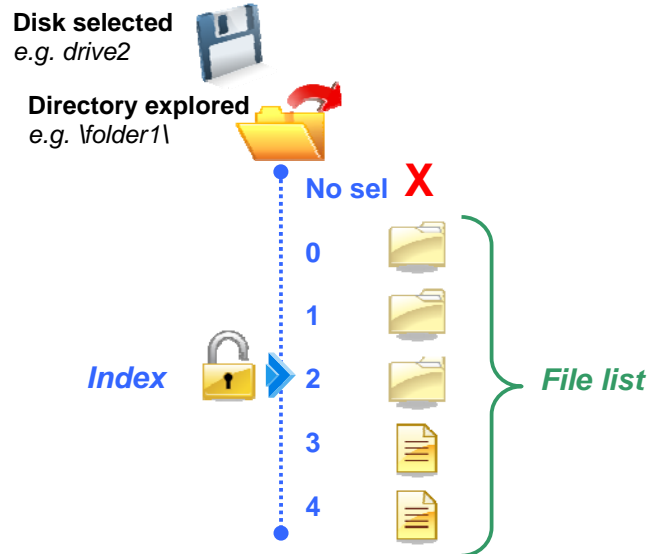 Disk selected
e.g. drive2
Directory explored
e.g. \folder1\
No sel X
0
1
Index 2 File list
3
4